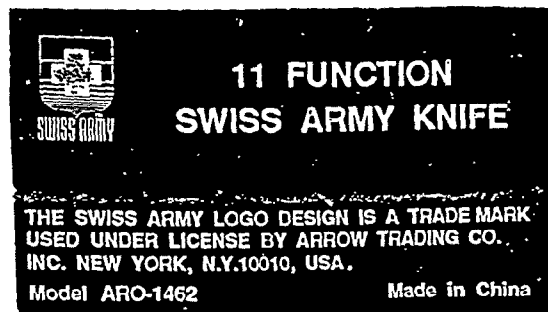 11 FUNCTION
SWISS ARMY KNIFE
SWISS ARMY
THE SWISS ARMY LOGO DESIGN IS A TRADE MARK
USED UNDER LICENSE BY ARROW TRADING CO.
INC. NEW YORK, N.Y.10010, USA.
Model ARO-1462 Made in China